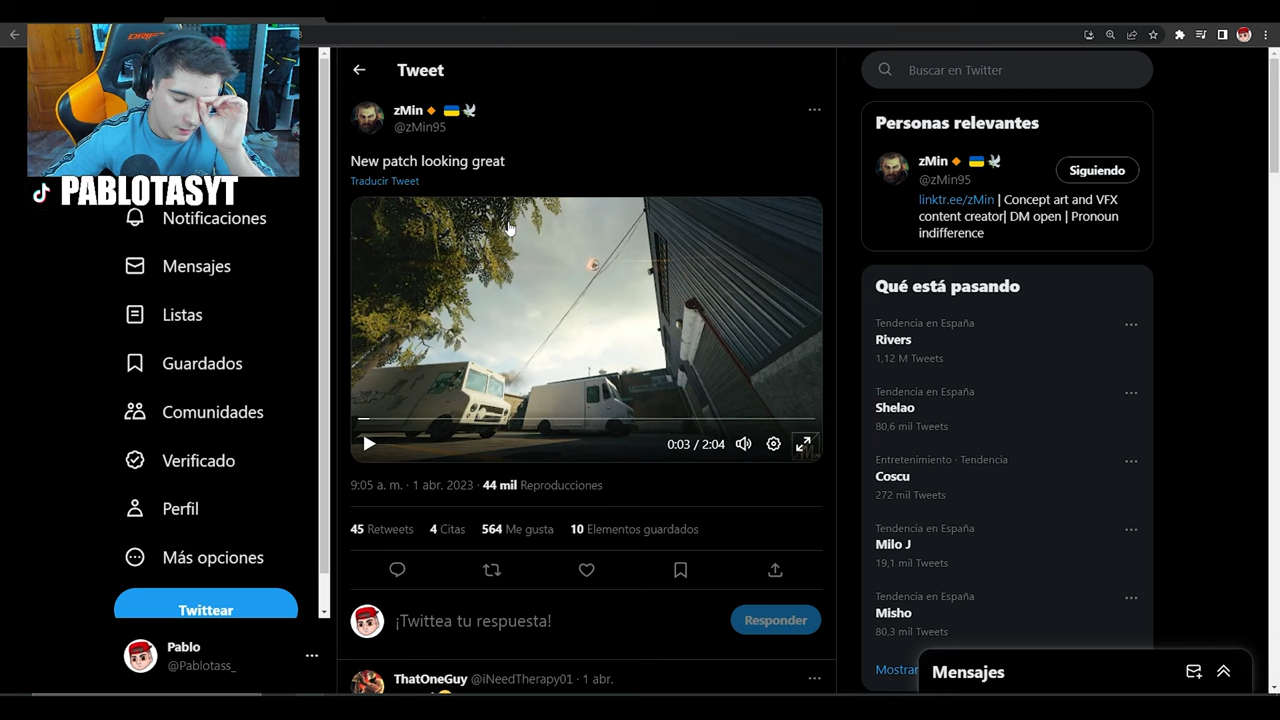 DRIFT
PABLOTASYT
Notificaciones
Mensajes
Listas
Guardados
Comunidades
Verificado
Perfil
Más opciones
Twittear
Pablo
@Pablotass_
Tweet
zMin
@zMin95
New patch looking great
Traducir Tweet
0:03 / 2:04
9:05 a. m. · 1 abr. 2023 · 44 mil Reproducciones
45 Retweets 4 Citas 564 Me gusta 10 Elementos guardados
¡Twittea tu respuesta!
Responder
ThatOneGuy @iNeedTherapy01 · 1 abr.
Buscar en Twitter
Personas relevantes
zMin
@zMin95
Siguiendo
linktr.ee/zMin | Concept art and VFX
content creator| DM open | Pronoun
indifference
Qué está pasando
Tendencia en España
Rivers
1,12 M Tweets
Tendencia en España
Shelao
80,6 mil Tweets
Entretenimiento · Tendencia
Coscu
272 mil Tweets
Tendencia en España
Milo J
19,1 mil Tweets
Tendencia en España
Misho
80,3 mil Tweets
Mostrar
Mensajes